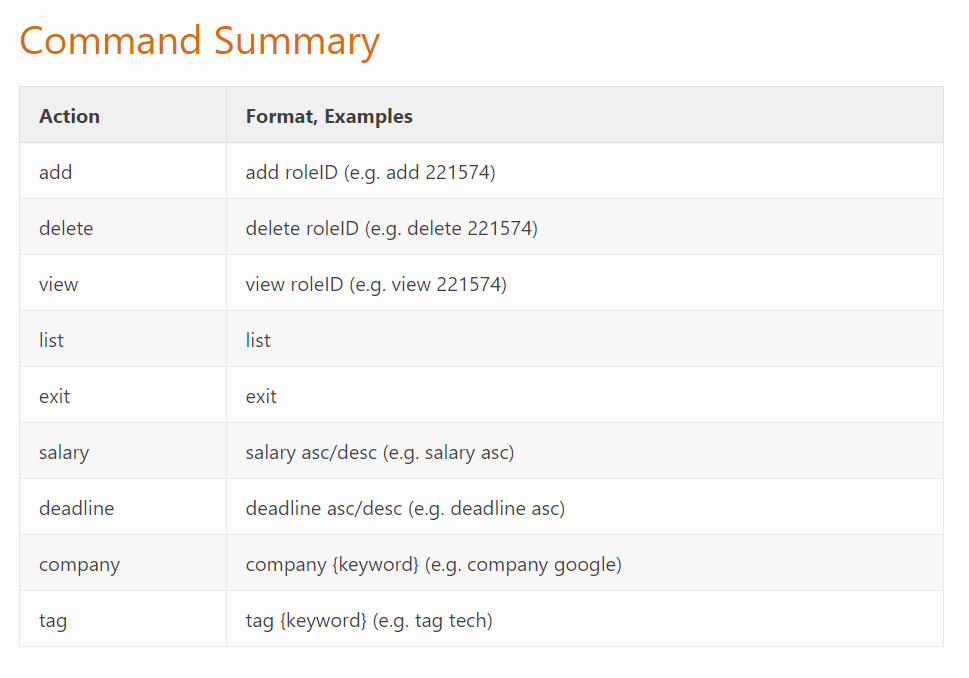 Command Summary
Action Format, Examples
add add roleID (e.g. add 221574)
delete delete roleID (e.g. delete 221574)
view view roleID (e.g. view 221574)
list list
exit exit
salary salary asc/desc (e.g. salary asc)
deadline deadline asc/desc (e.g. deadline asc)
company company {keyword} (e.g. company google)
tag tag {keyword} (e.g. tag tech)